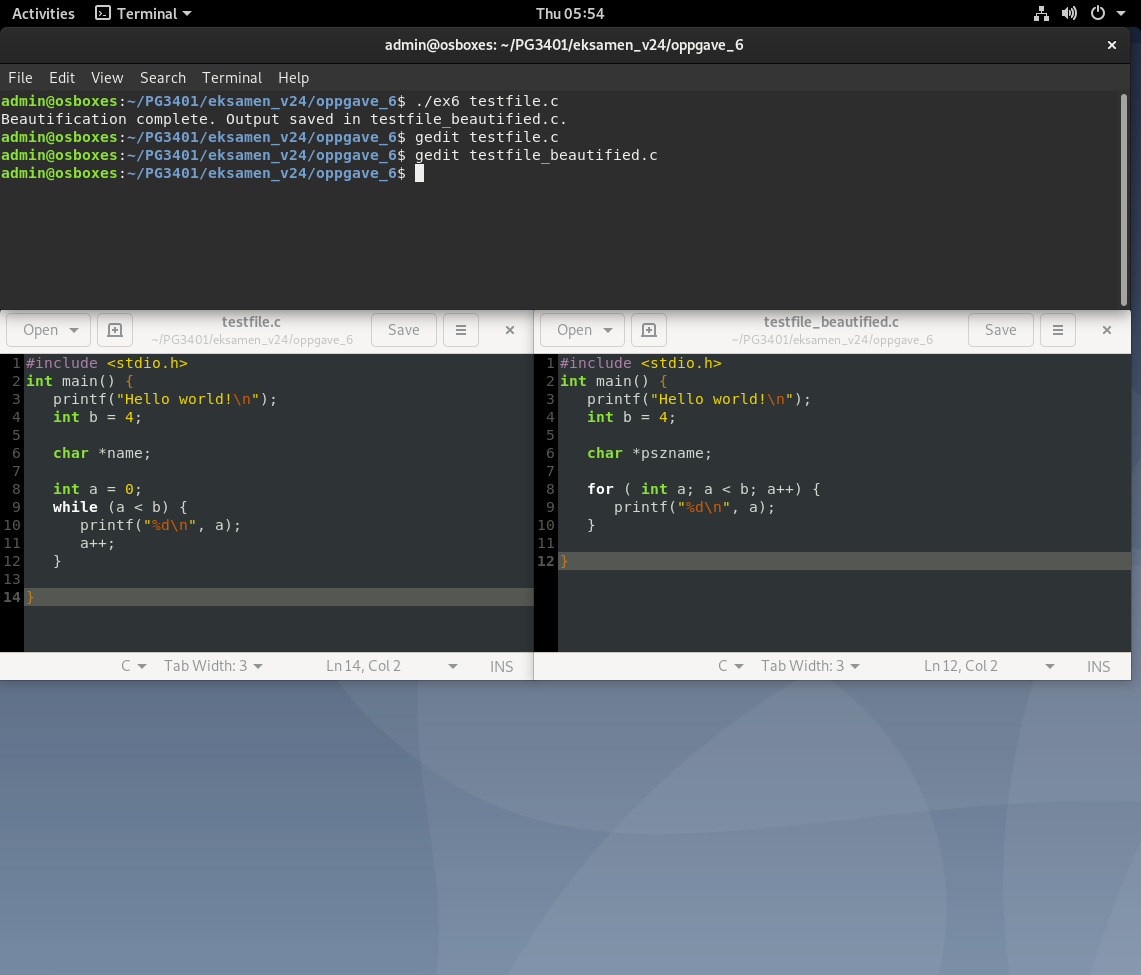 Activities Terminal Thu 05:54
admin@osboxes: ~/PG3401/eksamen_v24/oppgave_6
File Edit View Search Terminal Help
admin@osboxes:~/PG3401/eksamen_v24/oppgave_6$ ./ex6 testfile.c
Beautification complete. Output saved in testfile_beautified.c.
admin@osboxes:~/PG3401/eksamen_v24/oppgave_6$ gedit testfile.c
admin@osboxes:~/PG3401/eksamen_v24/oppgave_6$ gedit testfile_beautified.c
admin@osboxes:~/PG3401/eksamen_v24/oppgave_6$
Open testfile.c Save
~/PG3401/eksamen_v24/oppgave_6
1 #include <stdio.h>
2 int main() {
3    printf("Hello world!\n");
4    int b = 4;
5
6    char *name;
7
8    int a = 0;
9    while (a < b) {
10       printf("%d\n", a);
11       a++;
12    }
13
14 }
C Tab Width: 3 Ln 14, Col 2 INS
Open testfile_beautified.c Save
~/PG3401/eksamen_v24/oppgave_6
1 #include <stdio.h>
2 int main() {
3    printf("Hello world!\n");
4    int b = 4;
5
6    char *pszname;
7
8    for ( int a; a < b; a++) {
9       printf("%d\n", a);
10    }
11
12 }
C Tab Width: 3 Ln 12, Col 2 INS